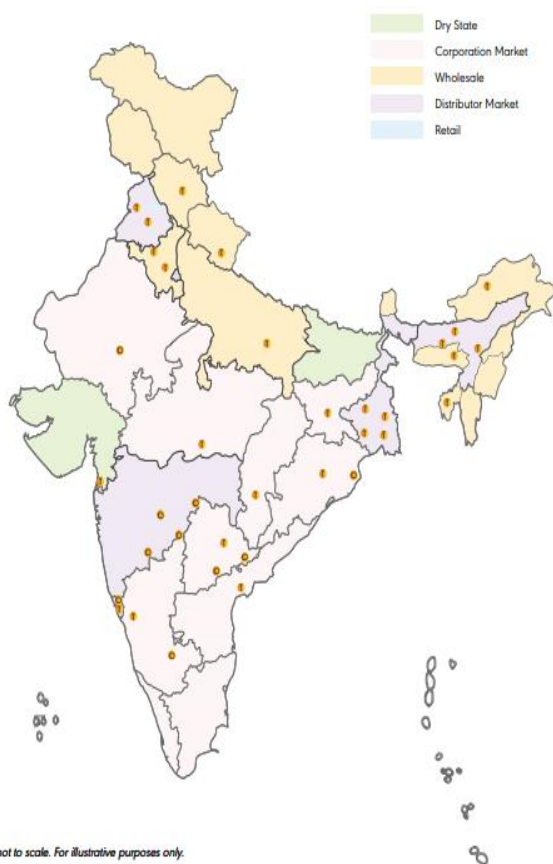 Dry State
Corporation Market
Wholesale
Distributor Market
Retail
not to scale. For illustrative purposes only.